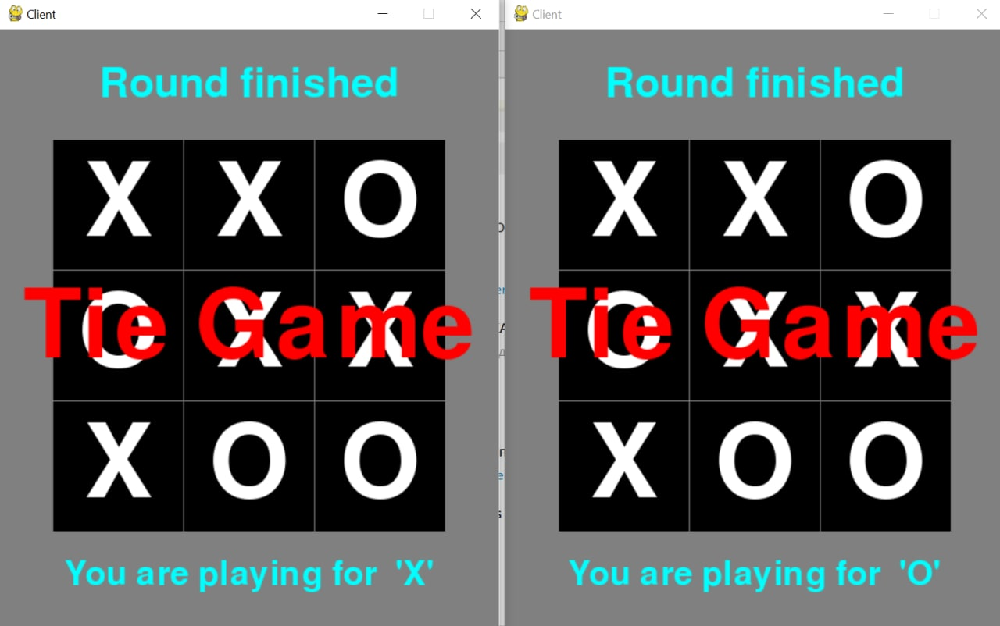 Client
Round finished
X X O
O X X
Tie Game
X O O
You are playing for 'X'
Client
Round finished
X X O
O X X
Tie Game
X O O
You are playing for 'O'